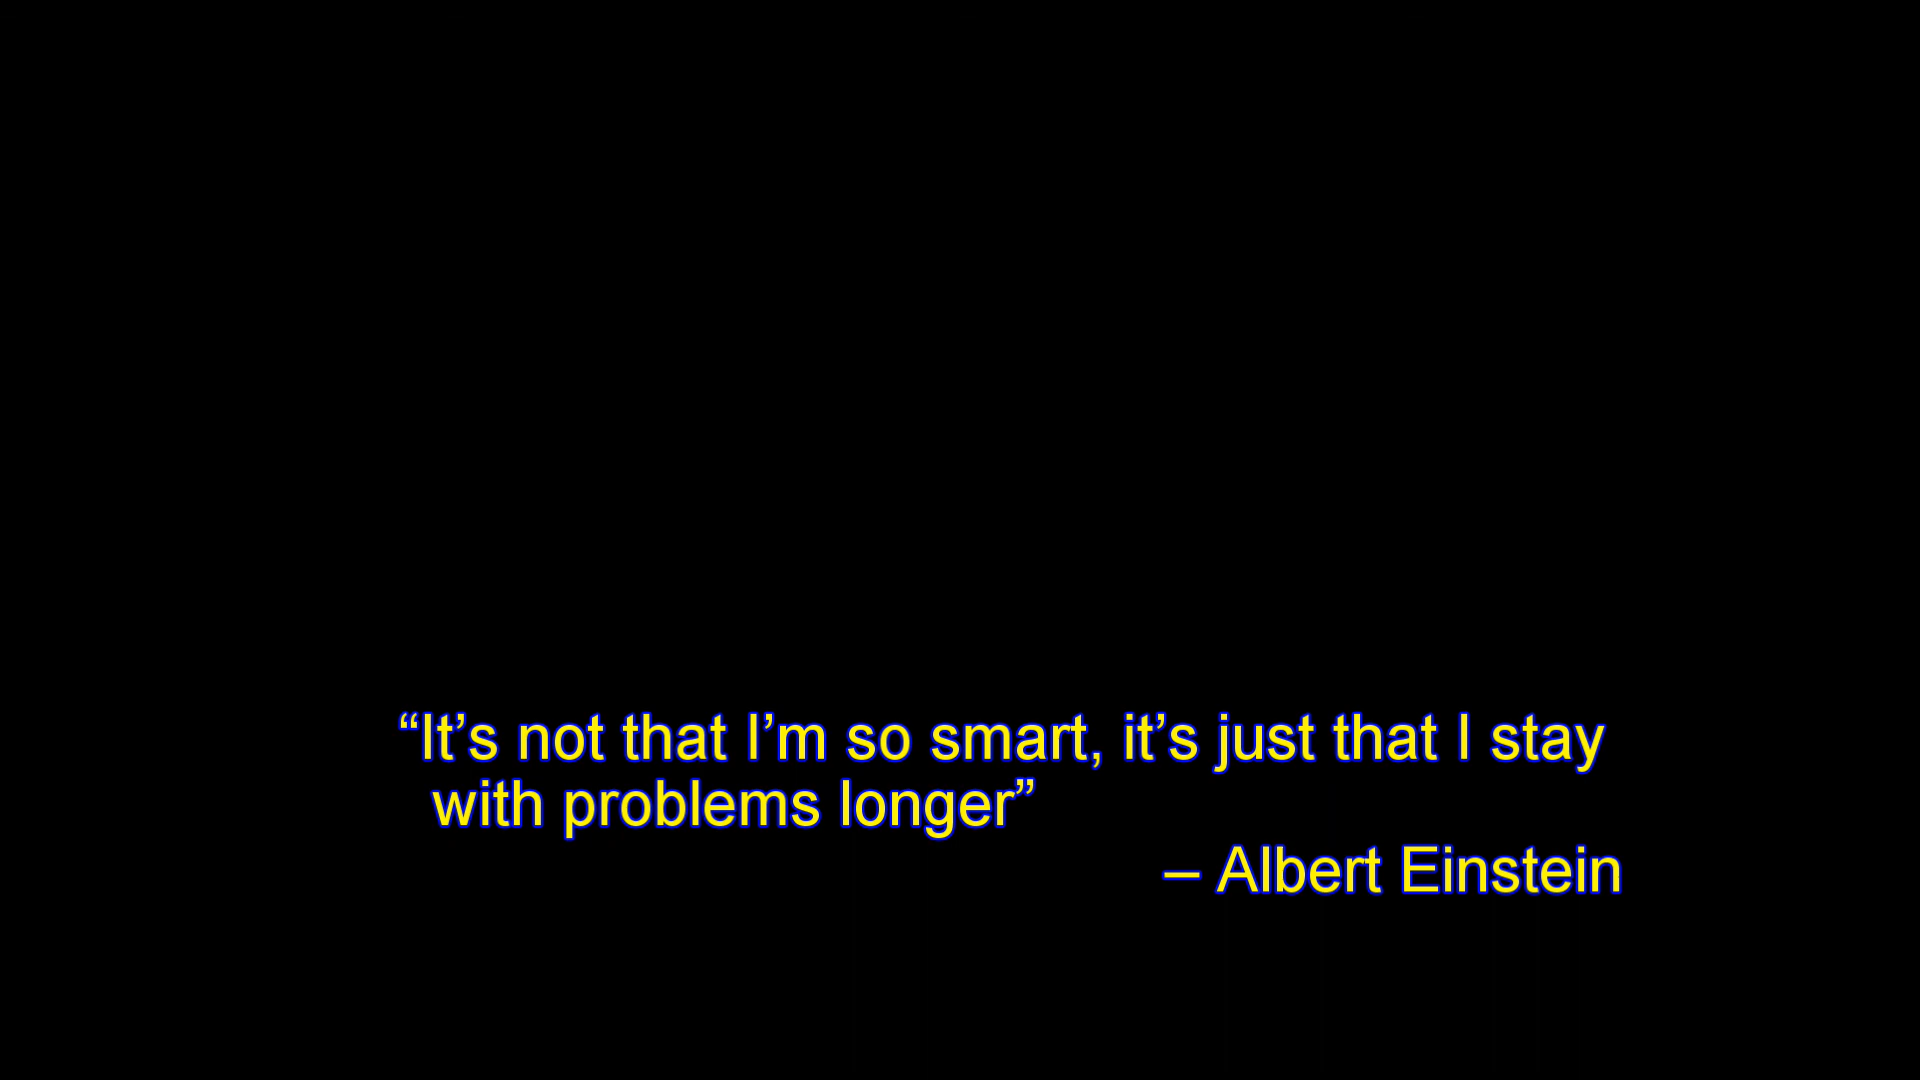 “It’s not that I’m so smart, it’s just that I stay
with problems longer”
– Albert Einstein